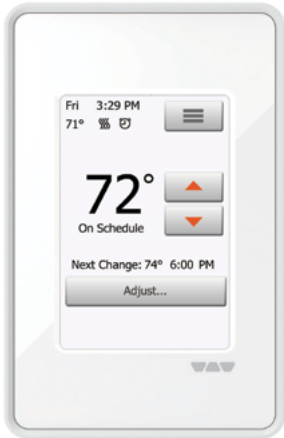 Fri 3:29 PM
71°
72°
On Schedule
Next Change: 74° 6:00 PM
Adjust...